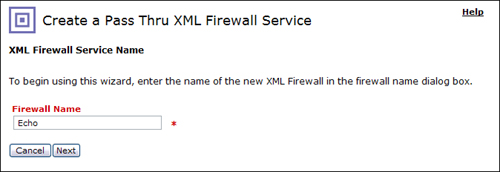 Create a Pass Thru XML Firewall Service
Help
XML Firewall Service Name
To begin using this wizard, enter the name of the new XML Firewall in the firewall name dialog box.
Firewall Name
Echo *
Cancel Next